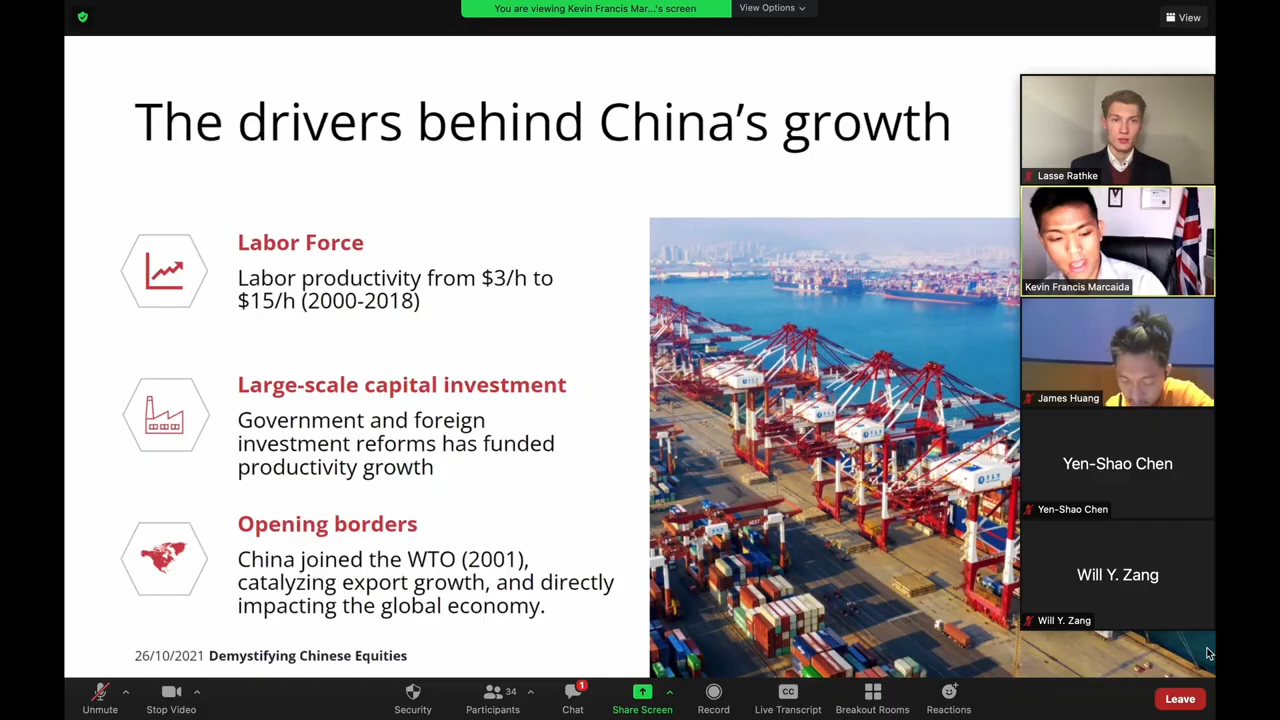 You are viewing Kevin Francis Mar...'s screen
View Options
View
The drivers behind China's growth
Labor Force
Labor productivity from $3/h to
$15/h (2000-2018)
Large-scale capital investment
Government and foreign
investment reforms has funded
productivity growth
Opening borders
China joined the WTO (2001),
catalyzing export growth, and directly
impacting the global economy.
26/10/2021 Demystifying Chinese Equities
Lasse Rathke
Kevin Francis Marcaida
James Huang
Yen-Shao Chen
Yen-Shao Chen
Will Y. Zang
Will Y. Zang
Unmute
Stop Video
Security
34
Participants
1
Chat
Share Screen
Record
CC
Live Transcript
Breakout Rooms
Reactions
Leave